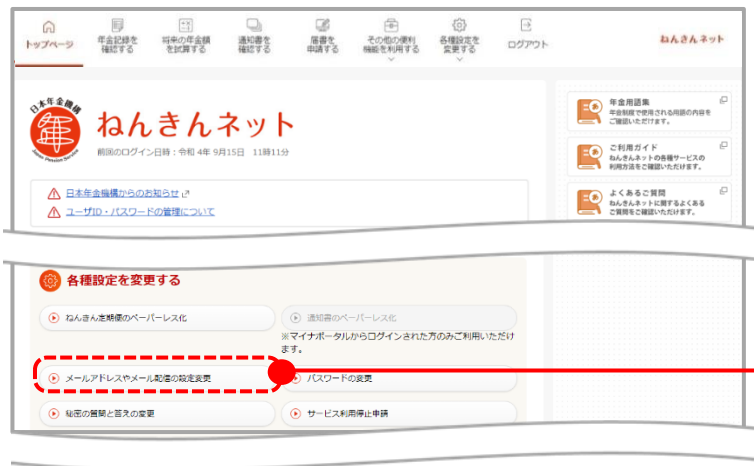 トップページ
年金記録を
確認する
将来の年金額
を試算する
通知書を
確認する
届書を
申請する
その他の便利
機能を利用する
各種設定を
変更する
ログアウト
ねんきんネット
日本年金機構
年金
Japan Pension Service
ねんきんネット
前回のログイン日時：令和 4年 9月15日 11時11分
日本年金機構からのお知らせ
ユーザID・パスワードの管理について
年金用語集
年金制度で使用される用語の内容を
ご確認いただけます。
ご利用ガイド
ねんきんネットの各種サービスの
利用方法をご確認いただけます。
よくあるご質問
ねんきんネットに関するよくある
ご質問をご確認いただけます。
各種設定を変更する
ねんきん定期便のペーパーレス化
通知書のペーパーレス化
※マイナポータルからログインされた方のみご利用いただけ
ます。
メールアドレスやメール配信の設定変更
パスワードの変更
秘密の質問と答えの変更
サービス利用停止申請